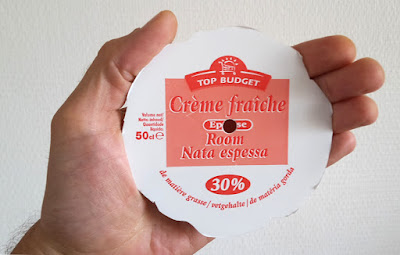 TOP BUDGET
Crème fraîche
Epaisse
Room
Nata espessa
Volume net
Netto inhoud
Quantidade
líquida:
50cl e
30%
de matière grasse / vetgehalte / de matéria gorda